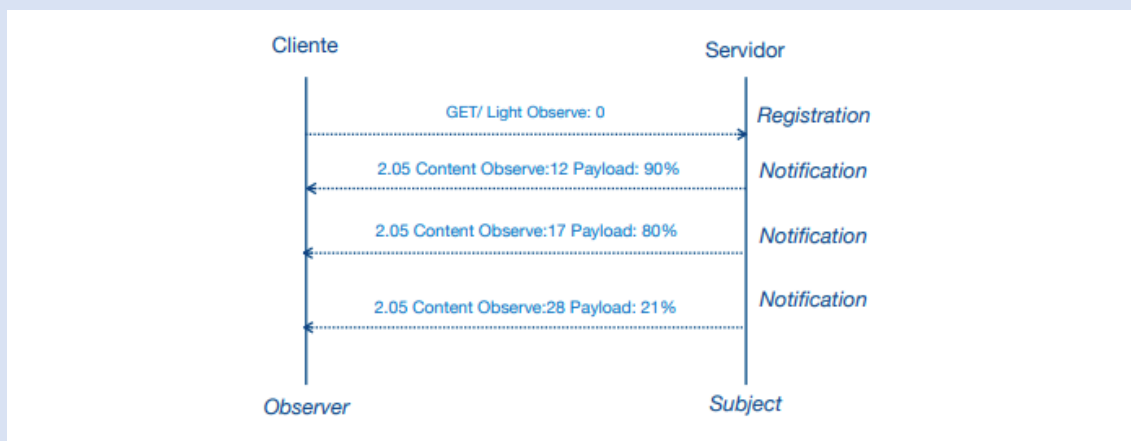 Cliente
Servidor
GET/ Light Observe: 0
Registration
2.05 Content Observe:12 Payload: 90%
Notification
2.05 Content Observe:17 Payload: 80%
Notification
2.05 Content Observe:28 Payload: 21%
Notification
Observer
Subject